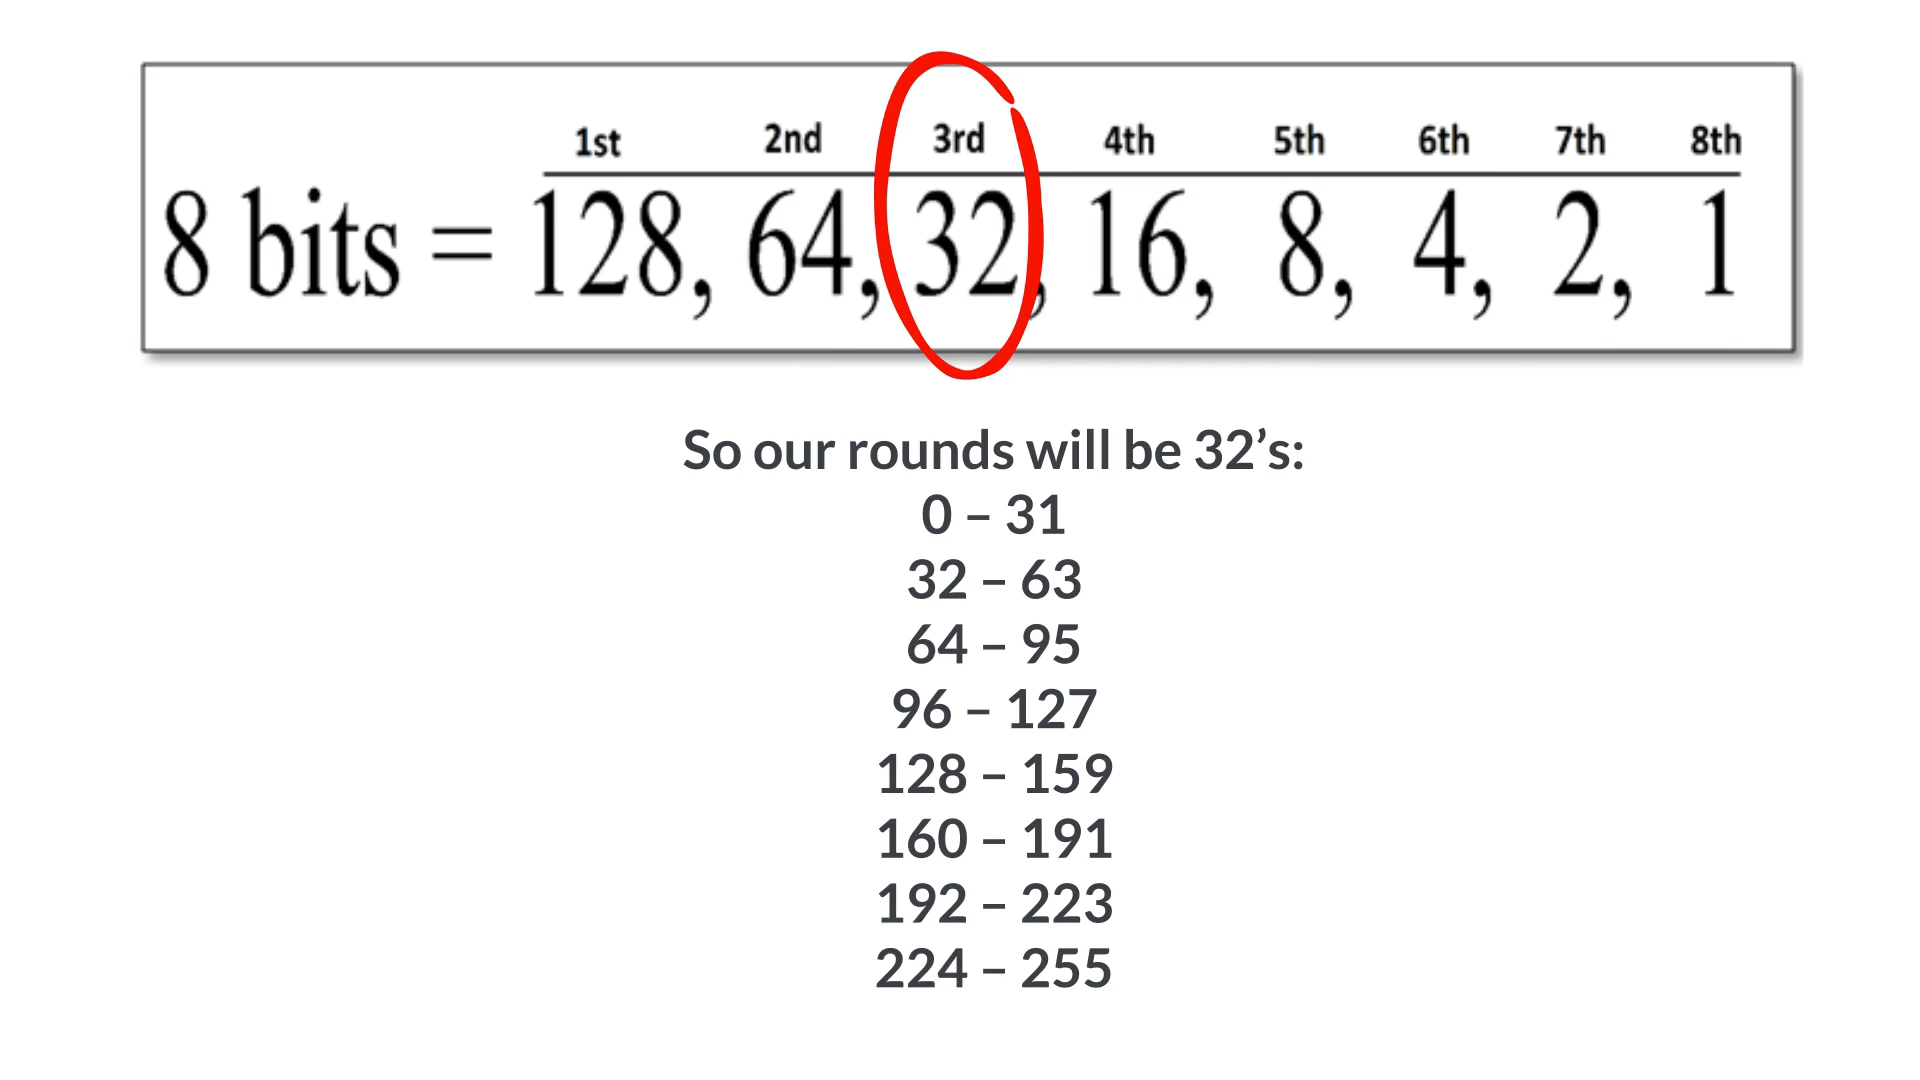 1st 2nd 3rd 4th 5th 6th 7th 8th
8 bits = 128, 64, 32, 16, 8, 4, 2, 1
So our rounds will be 32’s:
0 – 31
32 – 63
64 – 95
96 – 127
128 – 159
160 – 191
192 – 223
224 – 255